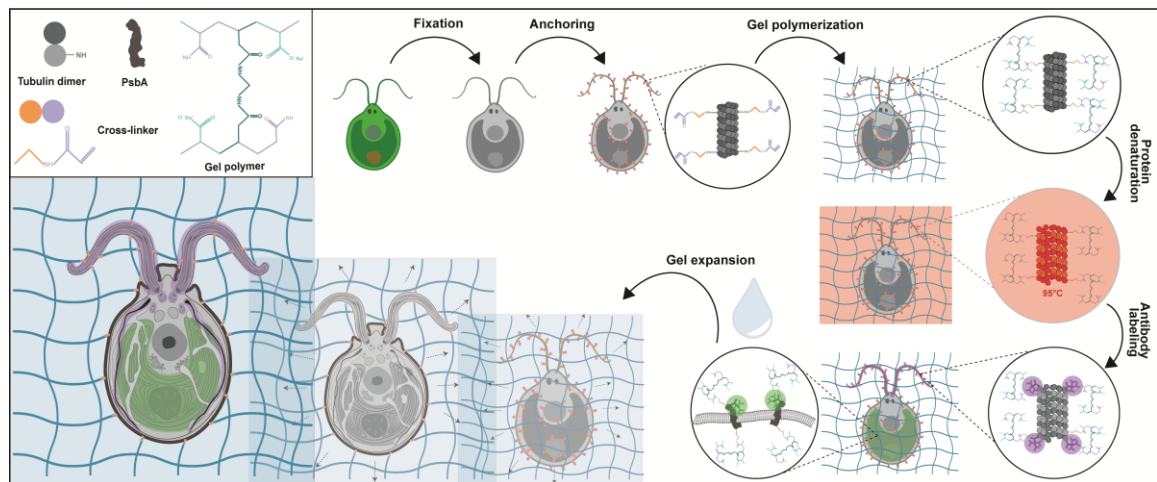 Fixation
Anchoring
Gel polymerization
Tubulin dimer
PsbA
NH
Cross-linker
Gel polymer
Protein
denaturation
95°C
Antibody
labeling
Gel expansion